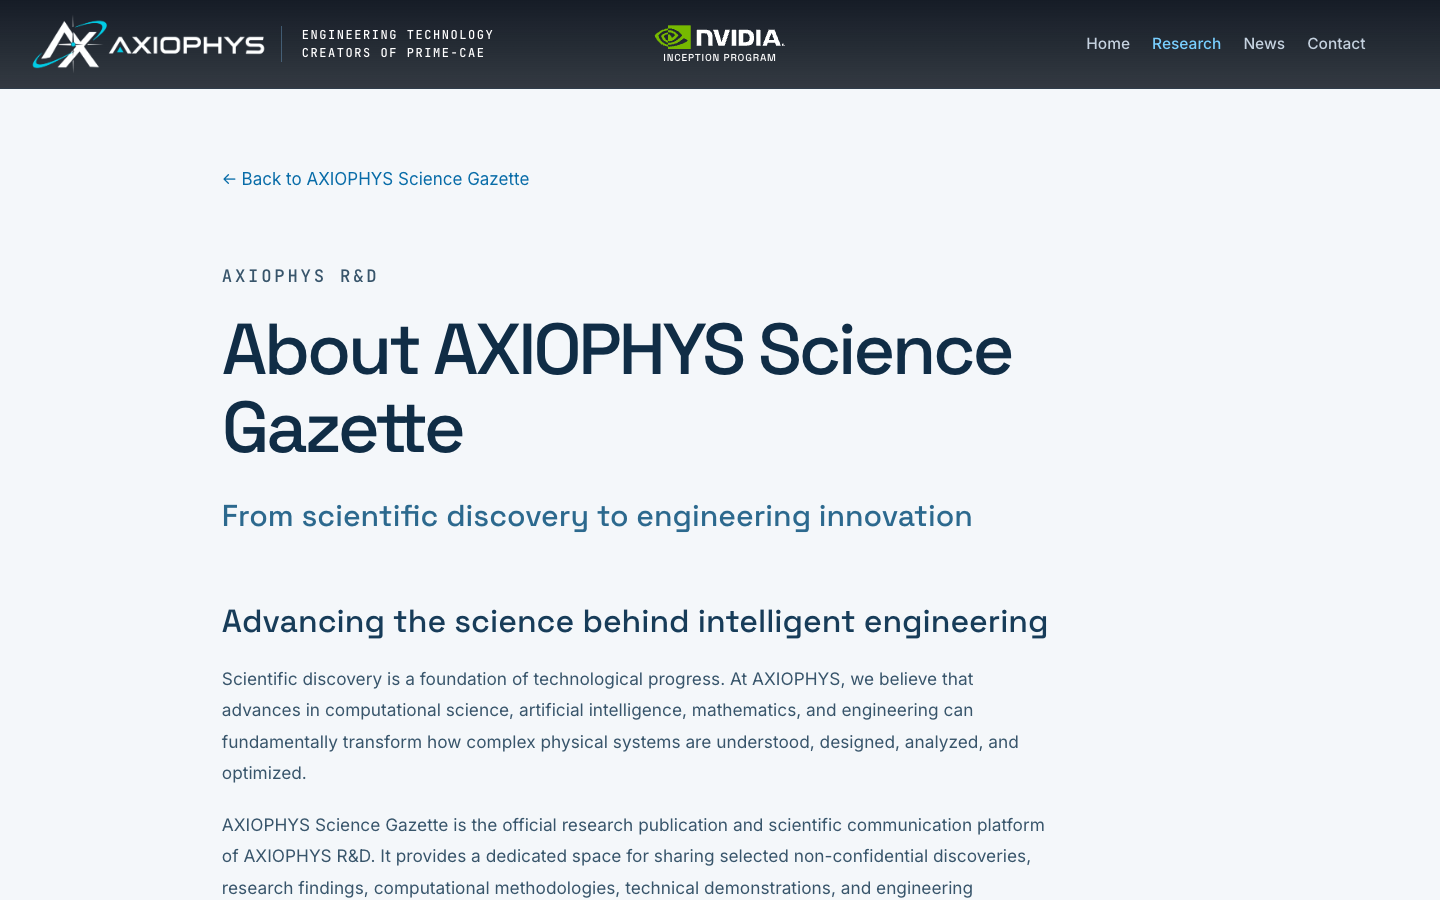 AXIOPHYS
ENGINEERING TECHNOLOGY
CREATORS OF PRIME-CAE
NVIDIA.
INCEPTION PROGRAM
Home Research News Contact
← Back to AXIOPHYS Science Gazette
AXIOPHYS R&D
About AXIOPHYS Science
Gazette
From scientific discovery to engineering innovation
Advancing the science behind intelligent engineering
Scientific discovery is a foundation of technological progress. At AXIOPHYS, we believe that
advances in computational science, artificial intelligence, mathematics, and engineering can
fundamentally transform how complex physical systems are understood, designed, analyzed, and
optimized.
AXIOPHYS Science Gazette is the official research publication and scientific communication platform
of AXIOPHYS R&D. It provides a dedicated space for sharing selected non-confidential discoveries,
research findings, computational methodologies, technical demonstrations, and engineering